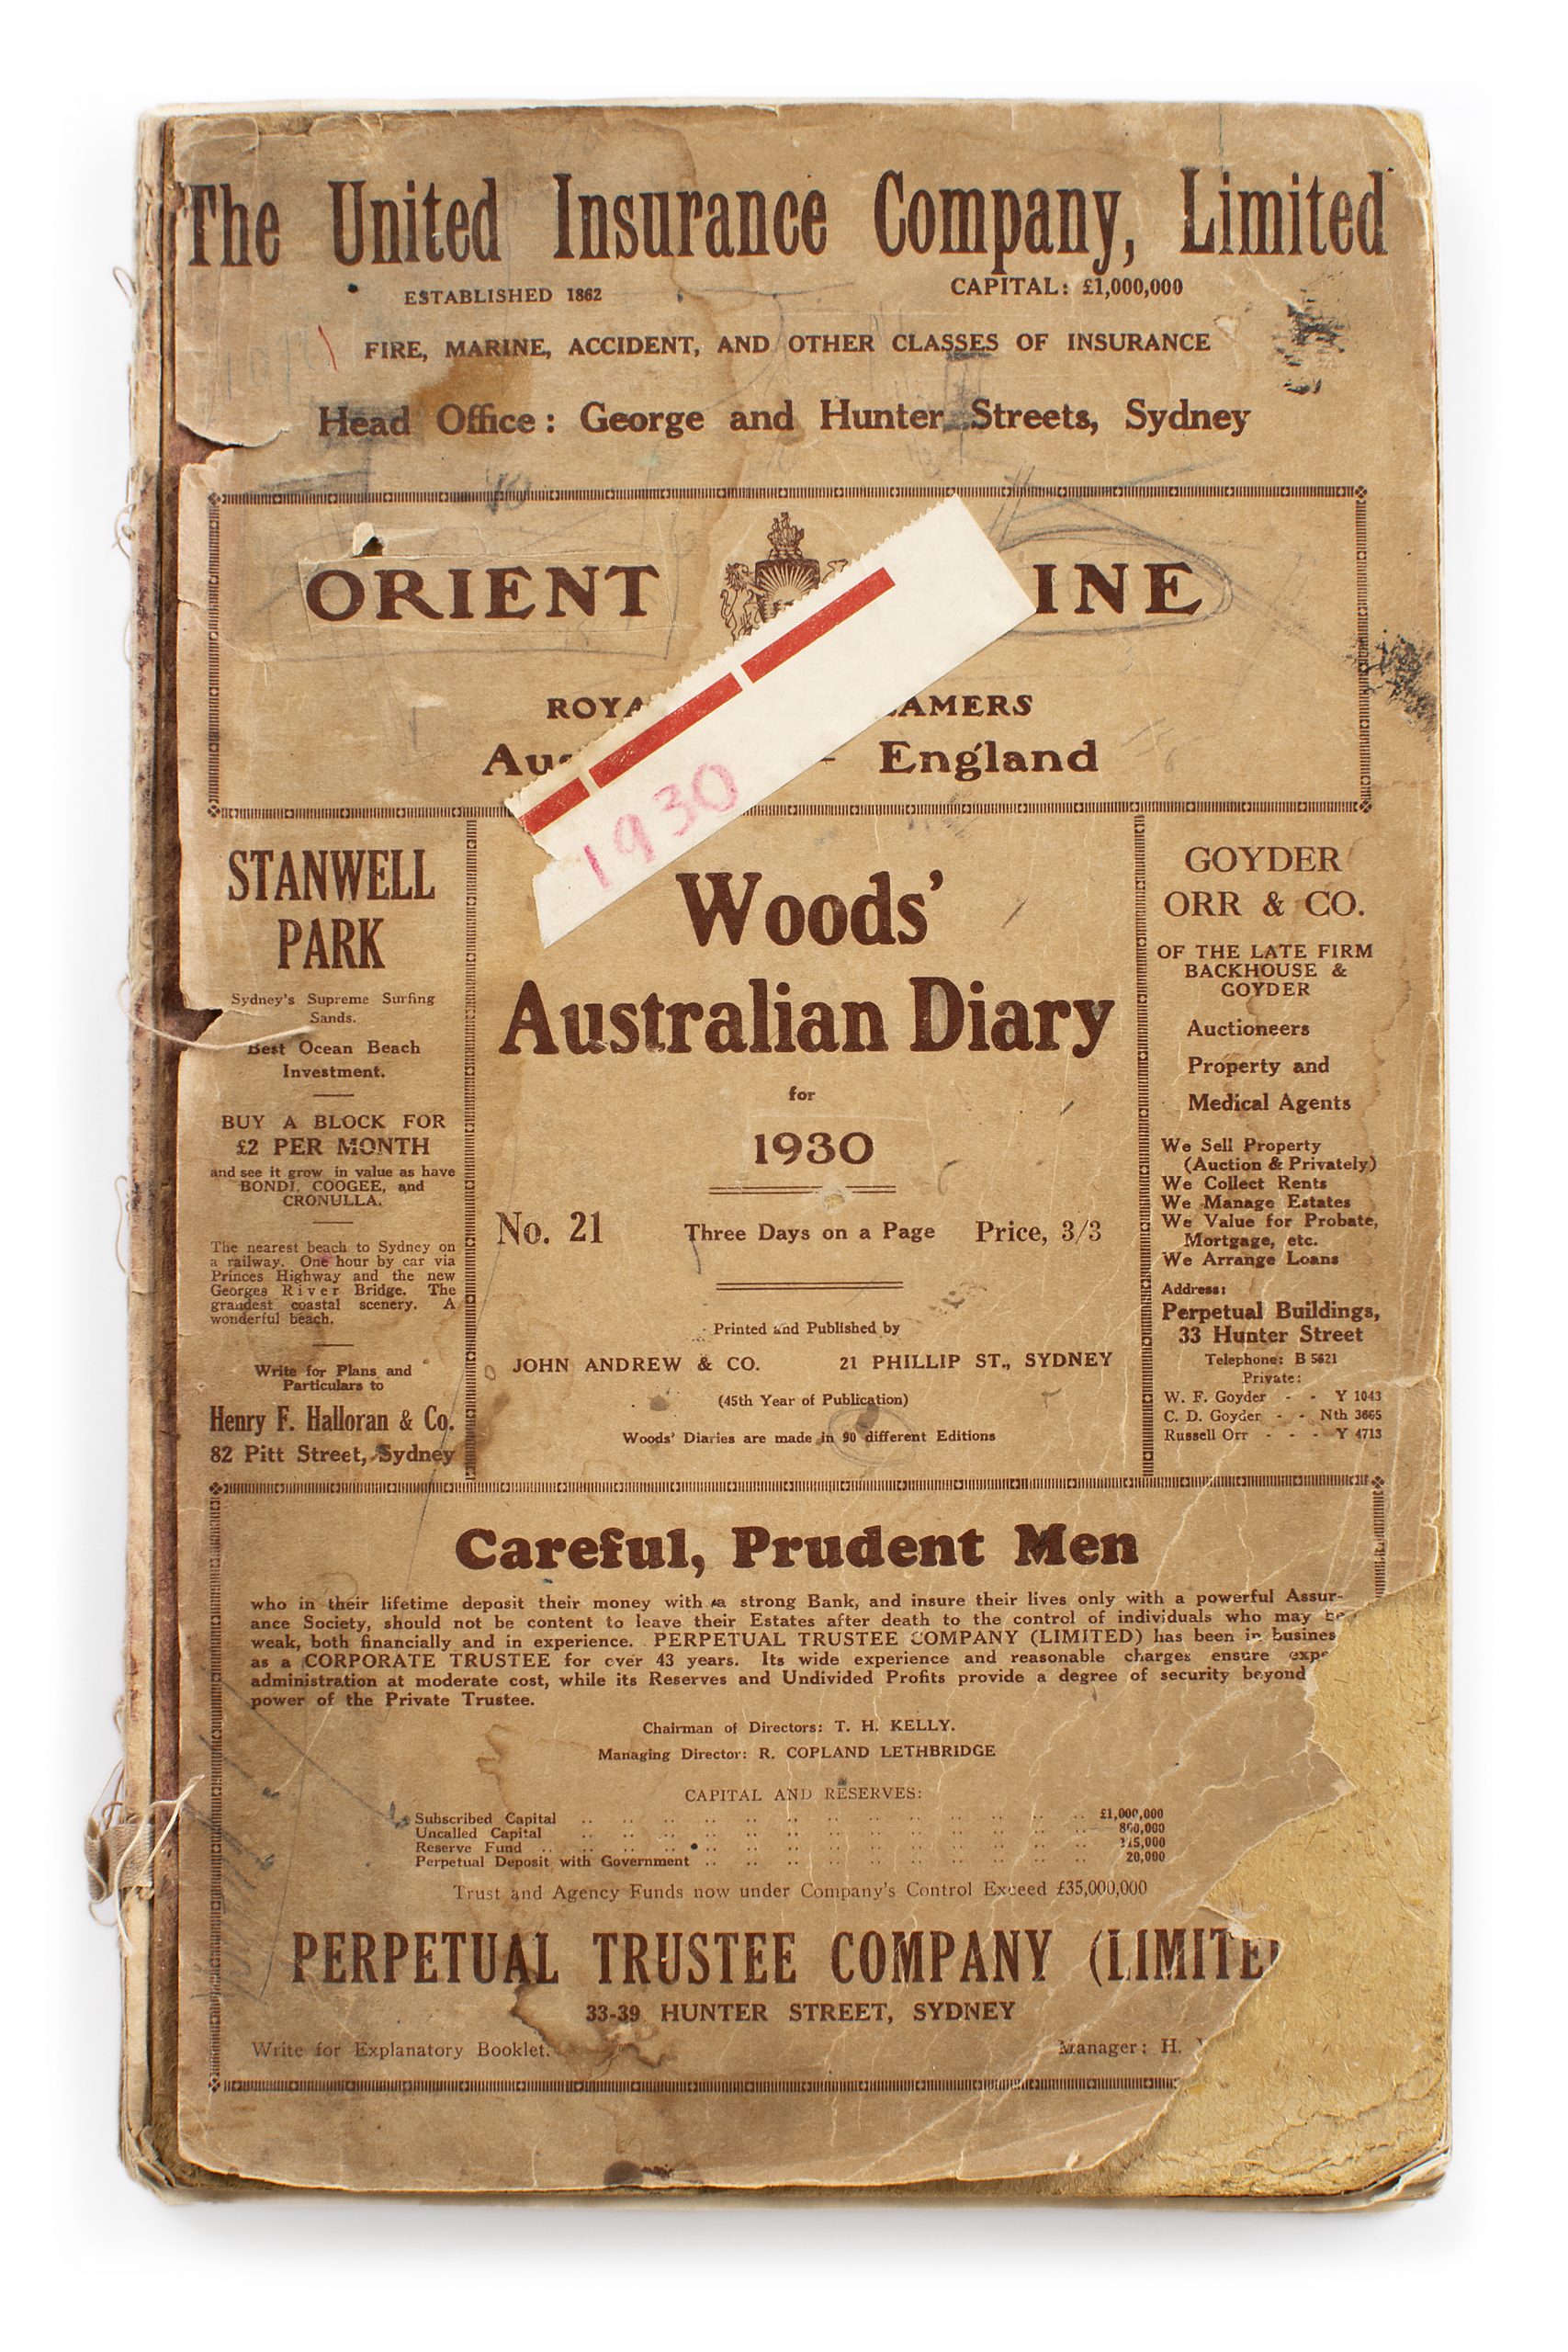 The United Insurance Company, Limited
ESTABLISHED 1862 CAPITAL: £1,000,000
FIRE, MARINE, ACCIDENT, AND OTHER CLASSES OF INSURANCE
Head Office: George and Hunter Streets, Sydney
ORIENT INE
ROYA AMERS
Aus England
1930
STANWELL
PARK
Sydney's Supreme Surfing
Sands.
Best Ocean Beach
Investment.
BUY A BLOCK FOR
£2 PER MONTH
and see it grow in value as have
BONDI, COOGEE, and
CRONULLA.
The nearest beach to Sydney on
a railway. One hour by car via
Princes Highway and the new
Georges River Bridge. The
grandest coastal scenery. A
wonderful beach.
Write for Plans and
Particulars to
Henry F. Halloran & Co.
82 Pitt Street, Sydney
Woods'
Australian Diary
for
1930
No. 21 Three Days on a Page Price, 3/3
Printed and Published by
JOHN ANDREW & CO. 21 PHILLIP ST., SYDNEY
(45th Year of Publication)
Woods' Diaries are made in 90 different Editions
GOYDER
ORR & CO.
OF THE LATE FIRM
BACKHOUSE &
GOYDER
Auctioneers
Property and
Medical Agents
We Sell Property
(Auction & Privately)
We Collect Rents
We Manage Estates
We Value for Probate,
Mortgage, etc.
We Arrange Loans
Address:
Perpetual Buildings,
33 Hunter Street
Telephone: B 5621
Private:
W. F. Goyder - - Y 1043
C. D. Goyder - - Nth 3665
Russell Orr - - - Y 4713
Careful, Prudent Men
who in their lifetime deposit their money with a strong Bank, and insure their lives only with a powerful Assur-
ance Society, should not be content to leave their Estates after death to the control of individuals who may be
weak, both financially and in experience. PERPETUAL TRUSTEE COMPANY (LIMITED) has been in busines
as a CORPORATE TRUSTEE for over 43 years. Its wide experience and reasonable charges ensure expe
administration at moderate cost, while its Reserves and Undivided Profits provide a degree of security beyond
power of the Private Trustee.
Chairman of Directors: T. H. KELLY.
Managing Director: R. COPLAND LETHBRIDGE
CAPITAL AND RESERVES:
Subscribed Capital £1,000,000
Uncalled Capital
Reserve Fund
Perpetual Deposit with Government 20,000
Trust and Agency Funds now under Company's Control Exceed £35,000,000
PERPETUAL TRUSTEE COMPANY (LIMITE
33-39 HUNTER STREET, SYDNEY
Write for Explanatory Booklet. Manager: H.